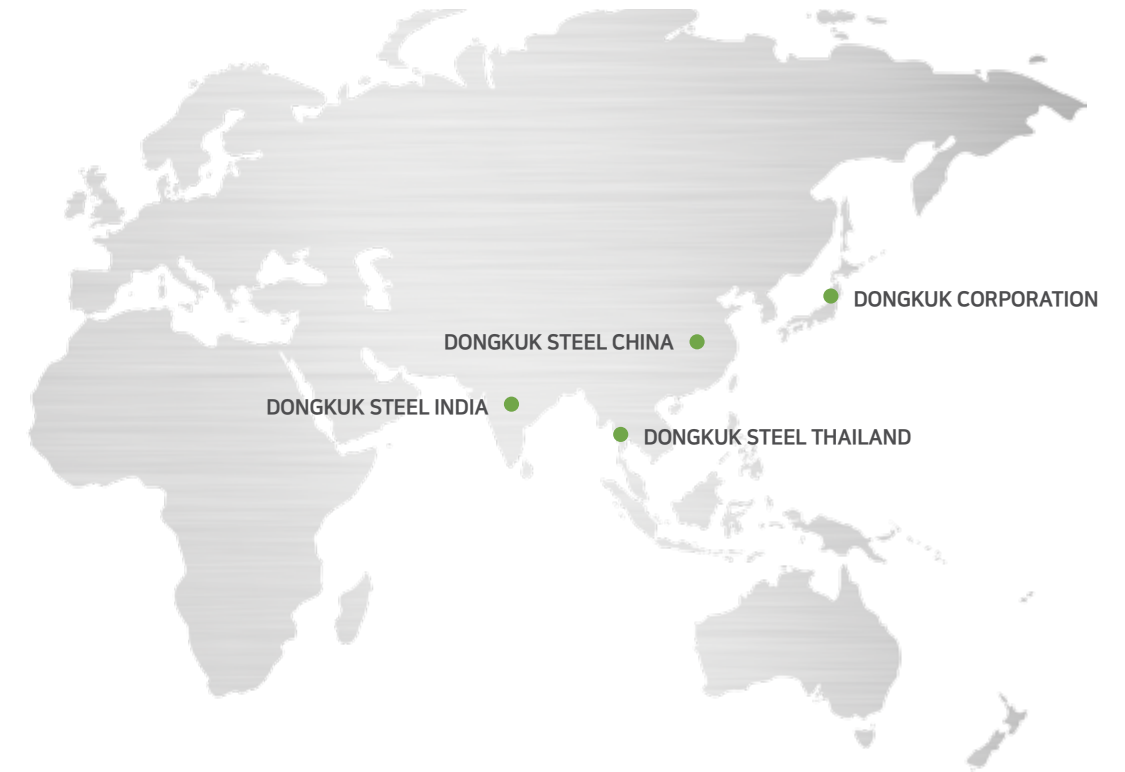 DONGKUK CORPORATION
DONGKUK STEEL CHINA
DONGKUK STEEL INDIA
DONGKUK STEEL THAILAND